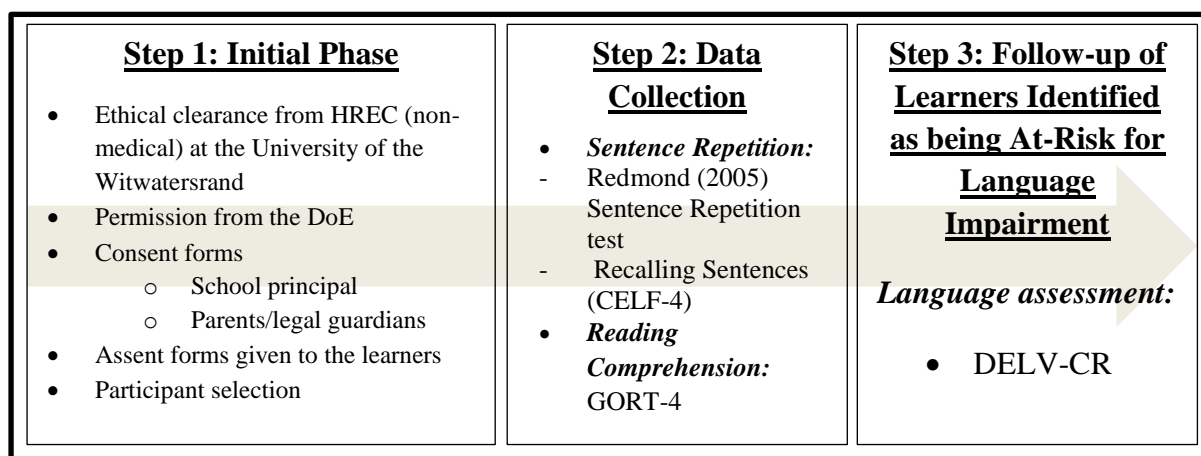 Step 1: Initial Phase
• Ethical clearance from HREC (non-
medical) at the University of the
Witwatersrand
• Permission from the DoE
• Consent forms
o School principal
o Parents/legal guardians
• Assent forms given to the learners
• Participant selection
Step 2: Data
Collection
• Sentence Repetition:
- Redmond (2005)
Sentence Repetition
test
- Recalling Sentences
(CELF-4)
• Reading
Comprehension:
GORT-4
Step 3: Follow-up of
Learners Identified
as being At-Risk for
Language
Impairment
Language assessment:
• DELV-CR